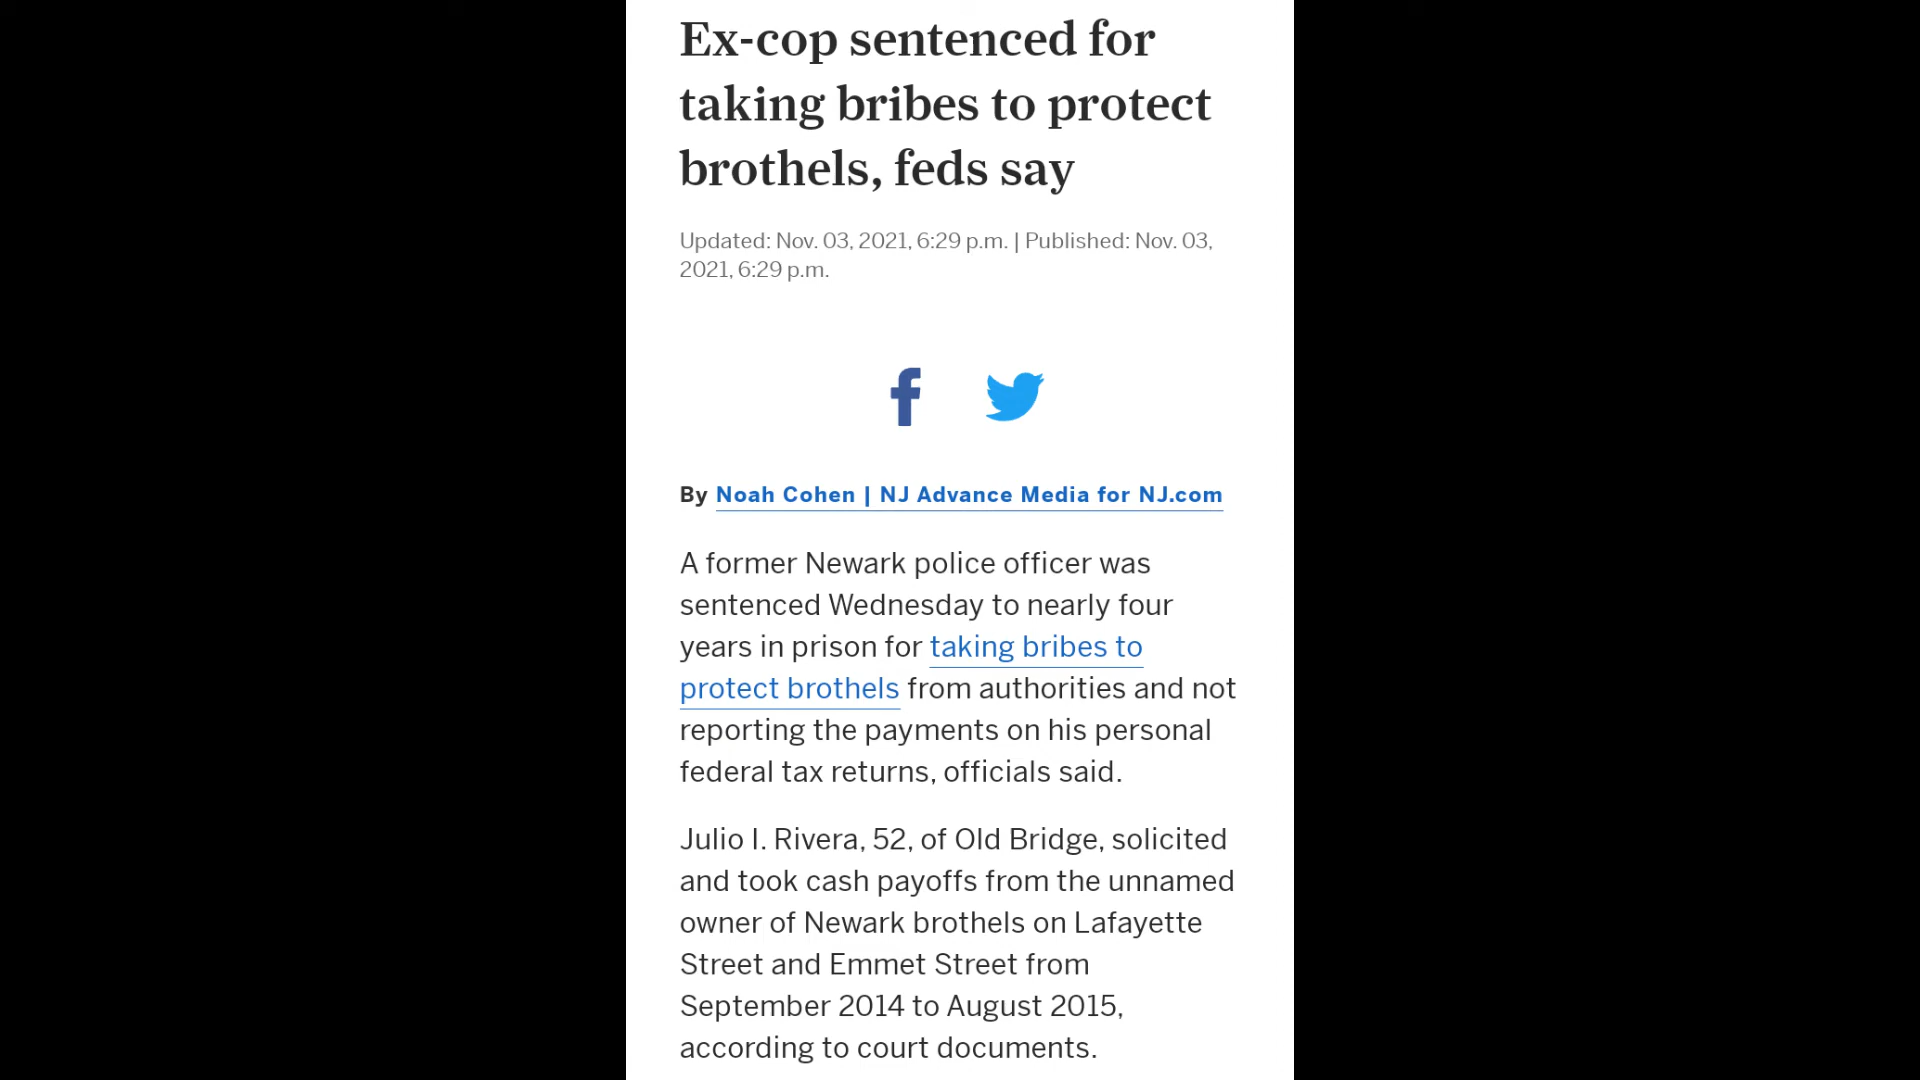 Ex-cop sentenced for
taking bribes to protect
brothels, feds say
Updated: Nov. 03, 2021, 6:29 p.m. | Published: Nov. 03,
2021, 6:29 p.m.
By Noah Cohen | NJ Advance Media for NJ.com
A former Newark police officer was
sentenced Wednesday to nearly four
years in prison for taking bribes to
protect brothels from authorities and not
reporting the payments on his personal
federal tax returns, officials said.
Julio I. Rivera, 52, of Old Bridge, solicited
and took cash payoffs from the unnamed
owner of Newark brothels on Lafayette
Street and Emmet Street from
September 2014 to August 2015,
according to court documents.